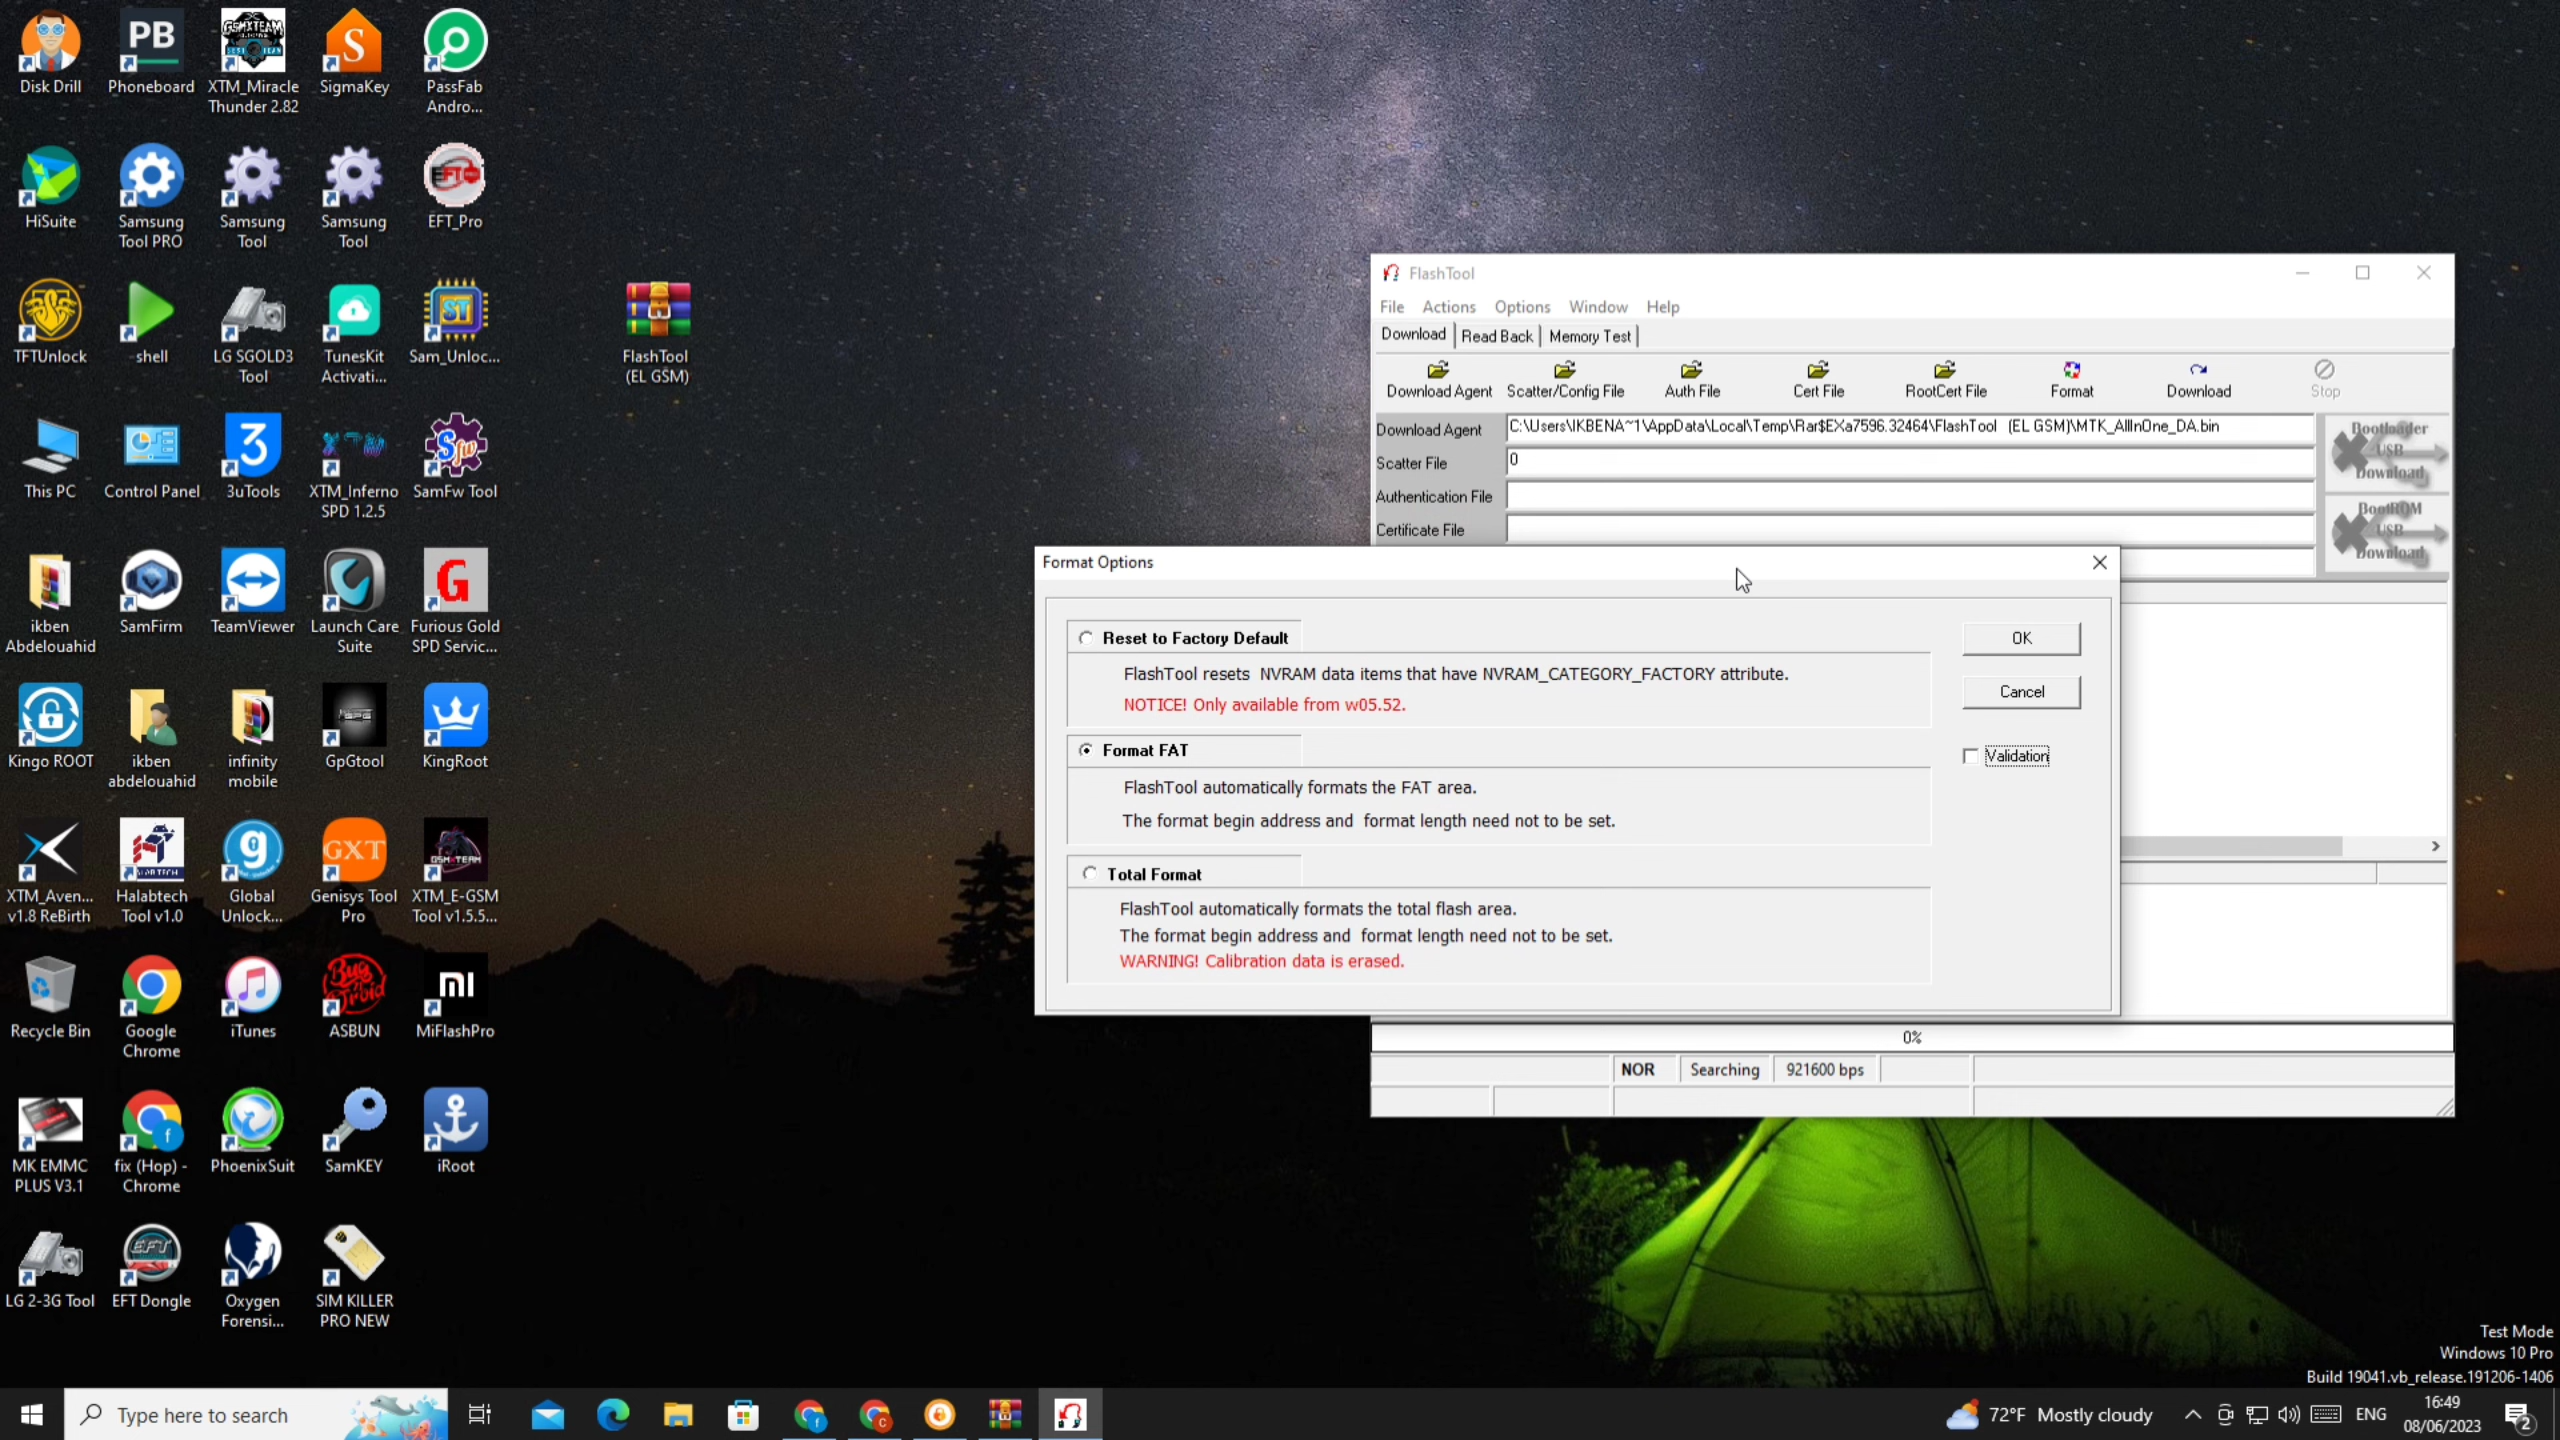 Disk Drill
PB
Phoneboard
XTM_Miracle
Thunder 2.82
SigmaKey
PassFab
Andro...
HiSuite
Samsung
Tool PRO
Samsung
Tool
Samsung
Tool
EFT_Pro
TFTUnlock
shell
LG SGOLD3
Tool
TunesKit
Activati...
Sam_Unloc...
FlashTool
(EL GSM)
This PC
Control Panel
3uTools
XTM_Inferno
SPD 1.2.5
SamFw Tool
ikben
Abdelouahid
SamFirm
TeamViewer
Launch Care
Suite
Furious Gold
SPD Servic...
Kingo ROOT
ikben
abdelouahid
infinity
mobile
GpGtool
KingRoot
XTM_Aven...
v1.8 ReBirth
Halabtech
Tool v1.0
Global
Unlock...
GXT
Genisys Tool
Pro
XTM_E-GSM
Tool v1.5.5...
Recycle Bin
Google
Chrome
iTunes
ASBUN
MiFlashPro
MK EMMC
PLUS V3.1
fix (Hop) -
Chrome
PhoenixSuit
SamKEY
iRoot
LG 2-3G Tool
EFT Dongle
Oxygen
Forensi...
SIM KILLER
PRO NEW
FlashTool
File Actions Options Window Help
Download Read Back Memory Test
Download Agent Scatter/Config File Auth File Cert File RootCert File Format Download Stop
Download Agent C:\Users\IKBENA~1\AppData\Local\Temp\Rar$EXa7596.32464\FlashTool (EL GSM)\MTK_AllInOne_DA.bin
Scatter File 0
Authentication File
Certificate File
Bootloader
USB
Download
BootROM
USB
Download
Format Options
Reset to Factory Default
FlashTool resets NVRAM data items that have NVRAM_CATEGORY_FACTORY attribute.
NOTICE! Only available from w05.52.
Format FAT
FlashTool automatically formats the FAT area.
The format begin address and format length need not to be set.
Total Format
FlashTool automatically formats the total flash area.
The format begin address and format length need not to be set.
WARNING! Calibration data is erased.
OK
Cancel
Validation
0%
NOR Searching 921600 bps
Test Mode
Windows 10 Pro
Build 19041.vb_release.191206-1406
Type here to search
72°F Mostly cloudy
ENG
16:49
08/06/2023
2